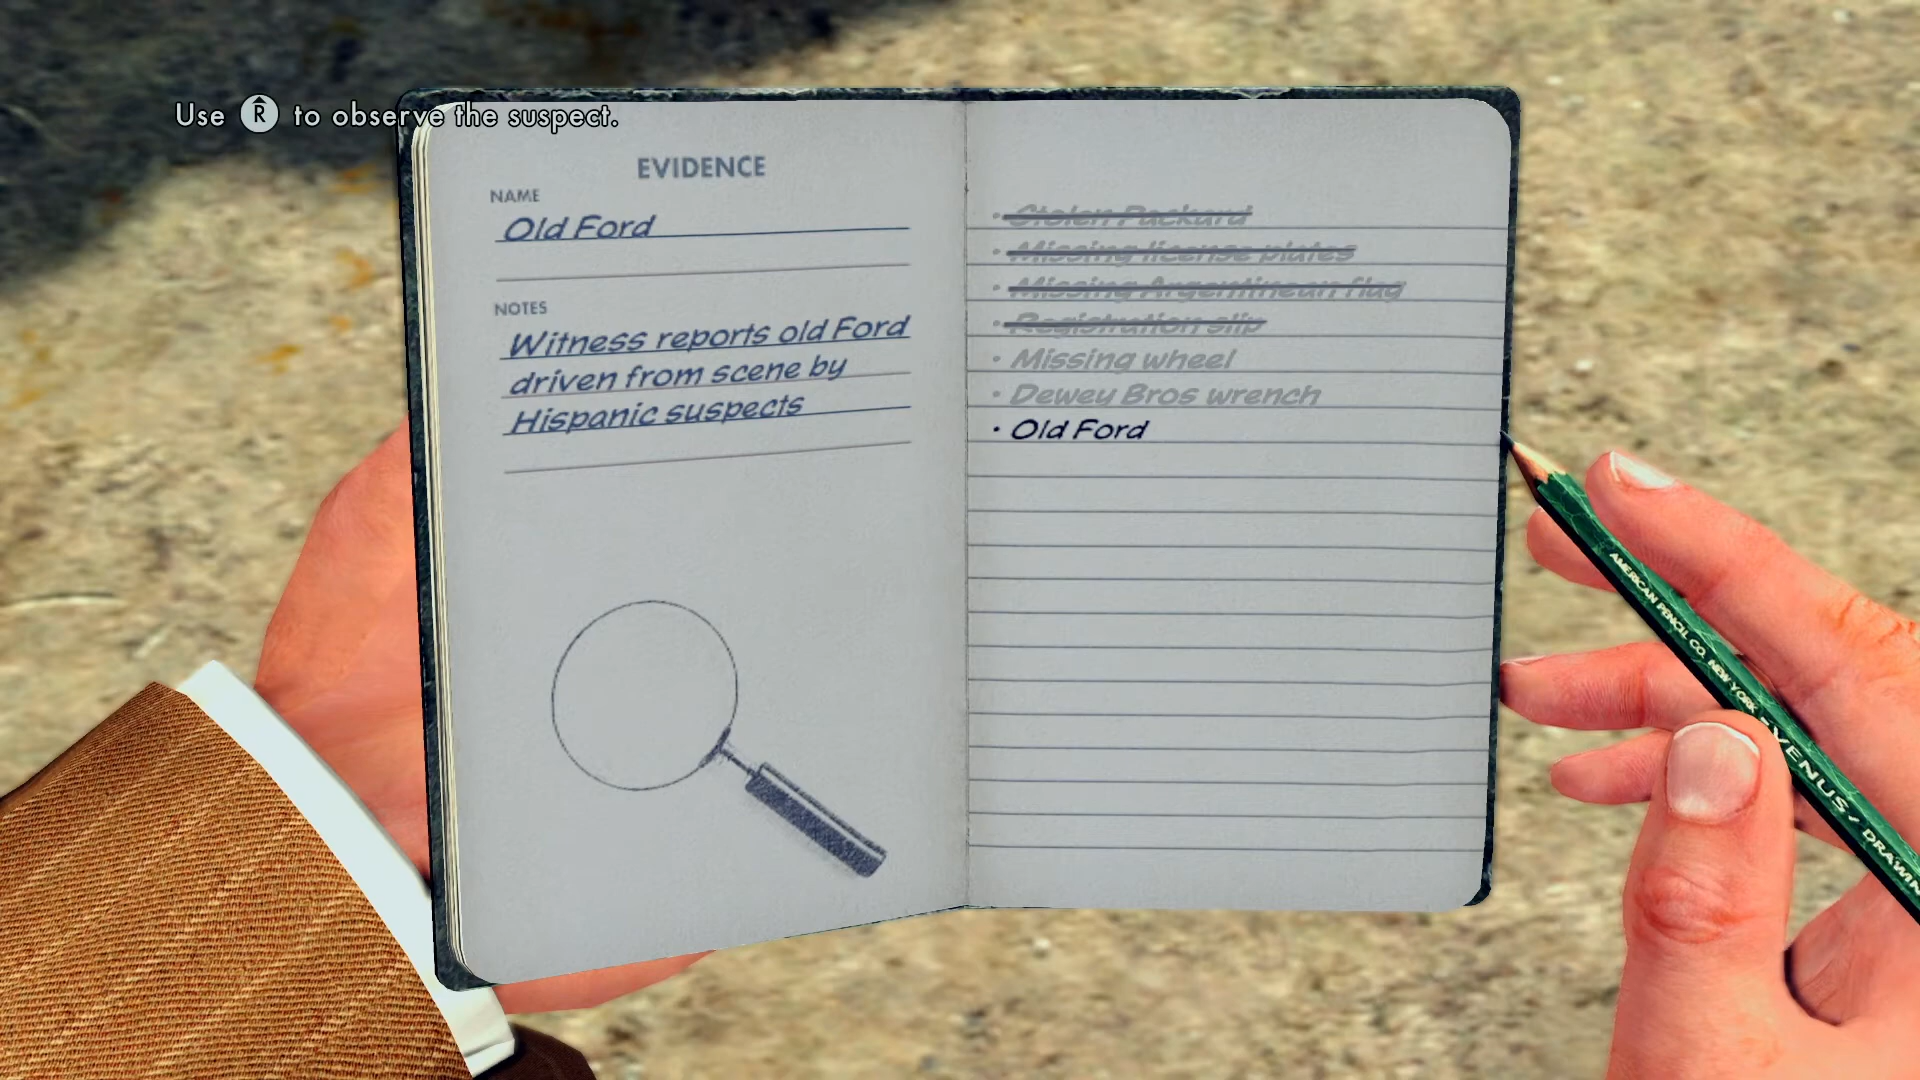 Use R to observe the suspect.
EVIDENCE
NAME
Old Ford
NOTES
Witness reports old Ford
driven from scene by
Hispanic suspects
• Stolen Packard
• Missing license plates
• Missing Argentinean flag
• Registration slip
• Missing wheel
• Dewey Bros wrench
• Old Ford
AMERICAN PENCIL CO. NEW YORK VENUS DRAWIN